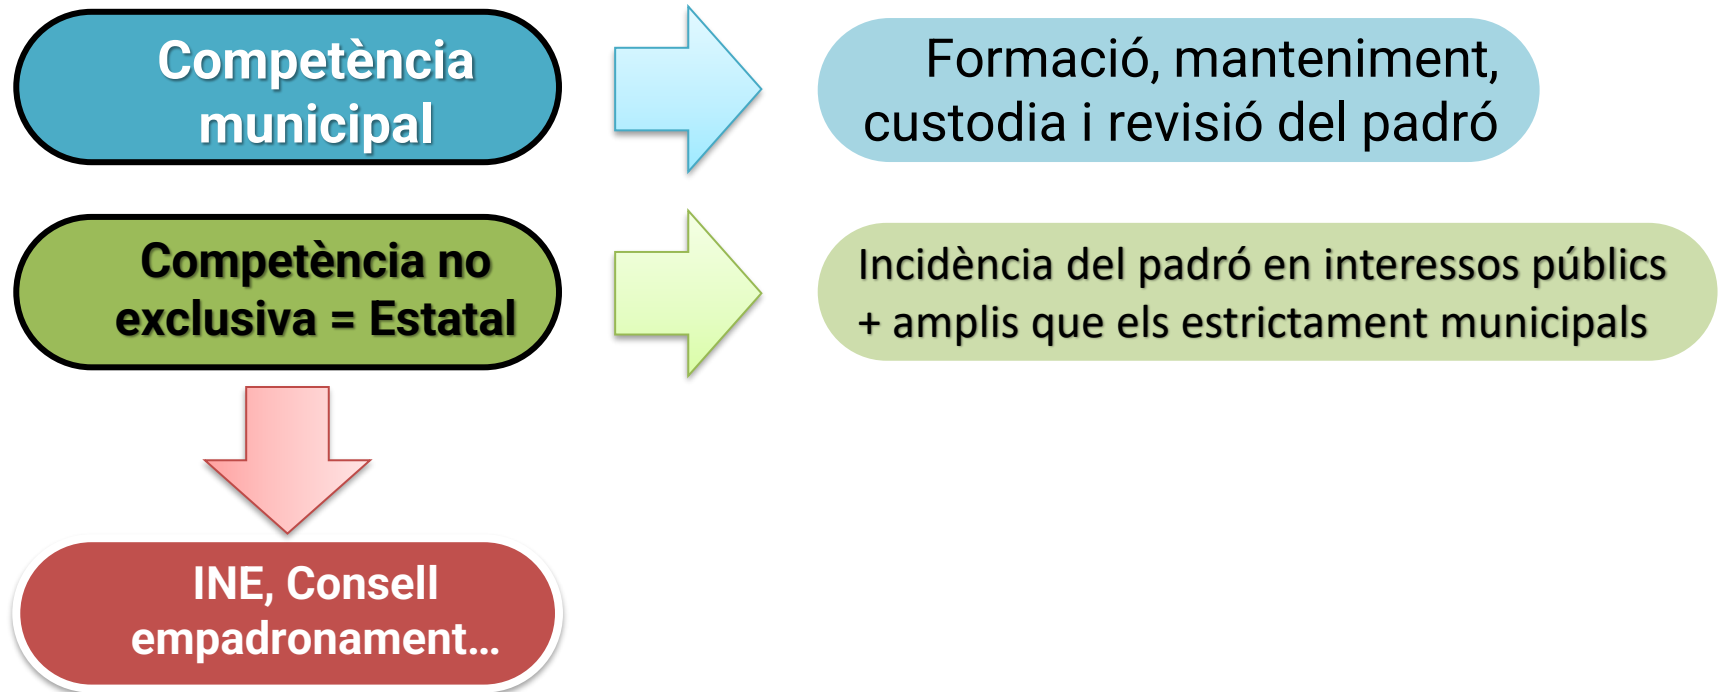 Competència
municipal
Formació, manteniment,
custodia i revisió del padró
Competència no
exclusiva = Estatal
Incidència del padró en interessos públics
+ amplis que els estrictament municipals
INE, Consell
empadronament...